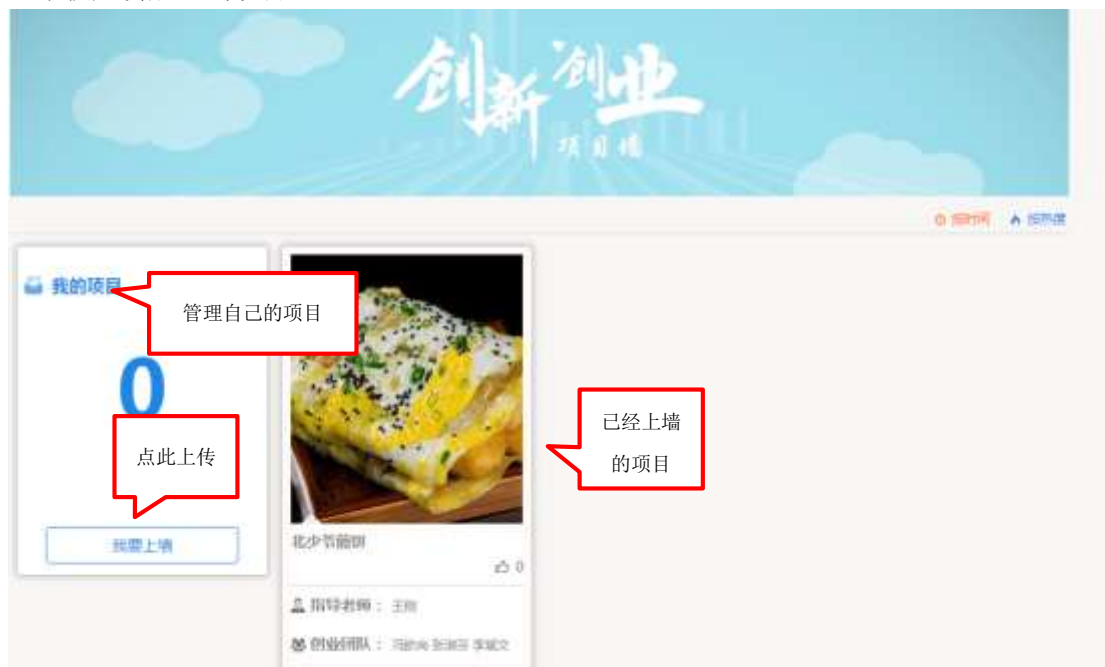 创新创业
项目墙
按时间 按热度
我的项目
管理自己的项目
0
点此上传
我要上墙
已经上墙
的项目
北少爷煎饼
0
指导老师：
创业团队：